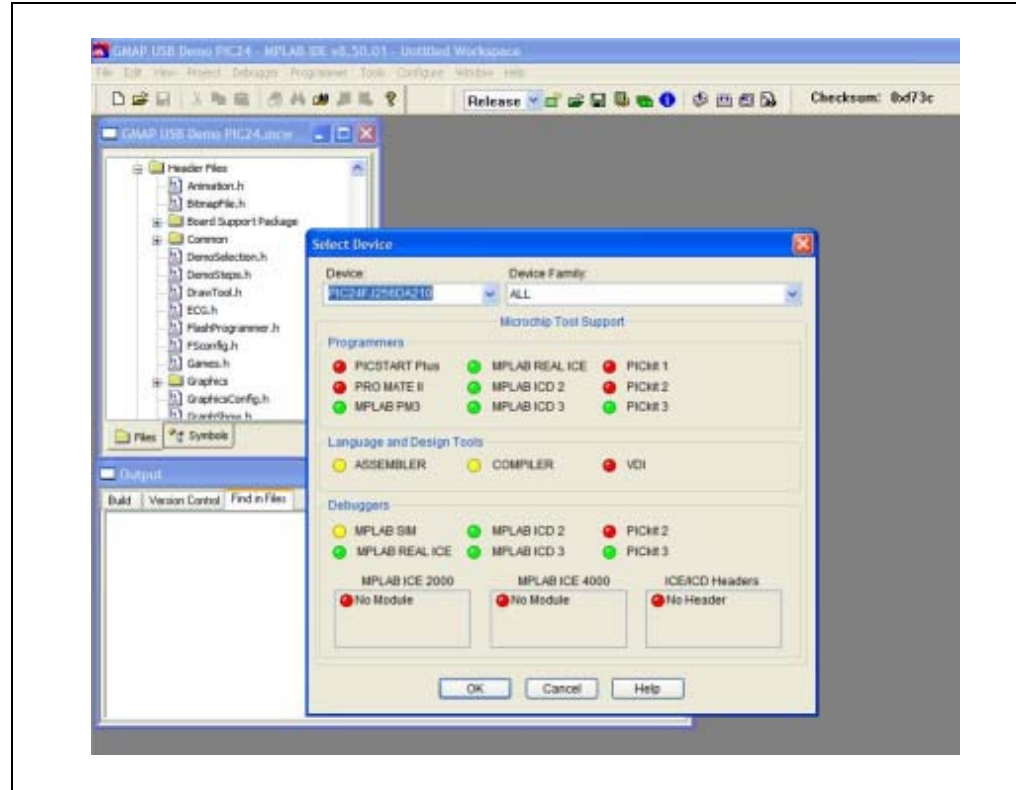 GMAP USB Demo PIC24 - MPLAB IDE v8.50.01 - Untitled Workspace
File Edit View Project Debugger Programmer Tools Configure Window Help
Release Checksum: 0xd73c
GMAP USB Demo PIC24.mcw
Header Files
Animation.h
BitmapFile.h
Board Support Package
Common
DemoSelection.h
DemoSteps.h
DrawTool.h
ECG.h
FlashProgrammer.h
FSconfig.h
Games.h
Graphics
GraphicsConfig.h
GraphShow.h
Files Symbols
Output
Build Version Control Find in Files
Select Device
Device: Device Family:
PIC24FJ256DA210 ALL
Microchip Tool Support
Programmers
PICSTART Plus MPLAB REAL ICE PICkit 1
PRO MATE II MPLAB ICD 2 PICkit 2
MPLAB PM3 MPLAB ICD 3 PICkit 3
Language and Design Tools
ASSEMBLER COMPILER VDI
Debuggers
MPLAB SIM MPLAB ICD 2 PICkit 2
MPLAB REAL ICE MPLAB ICD 3 PICkit 3
MPLAB ICE 2000 MPLAB ICE 4000 ICE/ICD Headers
No Module No Module No Header
OK Cancel Help